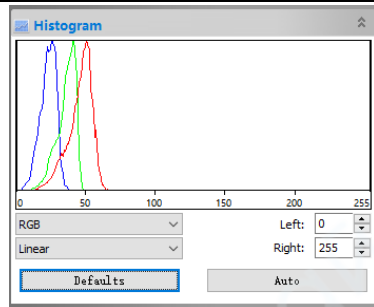 Histogram
0 50 100 150 200 255
RGB Left: 0
Linear Right: 255
Defaults Auto